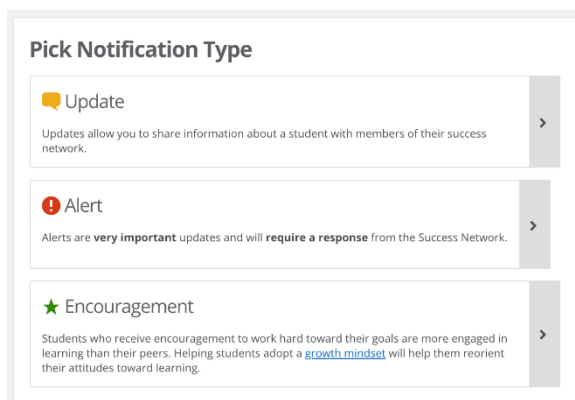 Pick Notification Type
Update
Updates allow you to share information about a student with members of their success
network.
Alert
Alerts are very important updates and will require a response from the Success Network.
Encouragement
Students who receive encouragement to work hard toward their goals are more engaged in
learning than their peers. Helping students adopt a growth mindset will help them reorient
their attitudes toward learning.